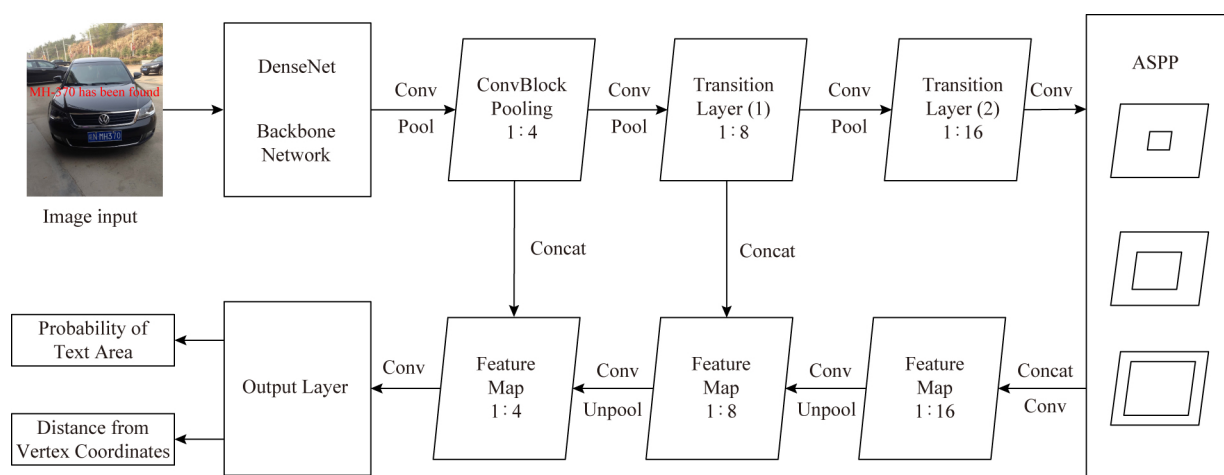 MH-370 has been found
MH370
Image input
DenseNet
Backbone
Network
Conv
Pool
ConvBlock
Pooling
1∶4
Conv
Pool
Transition
Layer (1)
1∶8
Conv
Pool
Transition
Layer (2)
1∶16
Conv
ASPP
Concat
Concat
Probability of
Text Area
Distance from
Vertex Coordinates
Output Layer
Conv
Feature
Map
1∶4
Conv
Unpool
Feature
Map
1∶8
Conv
Unpool
Feature
Map
1∶16
Concat
Conv